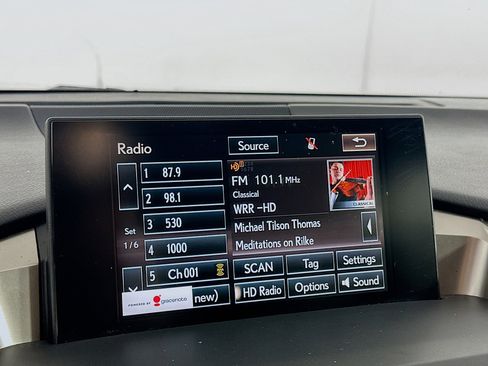 Radio
Source
1 87.9
2 98.1
3 530
4 1000
5 Ch 001
Set
1/6
FM 101.1 MHz
Classical
WRR-HD
Michael Tilson Thomas
Meditations on Rilke
CLASSICAL
SCAN
Tag
Settings
HD Radio
Options
Sound
POWERED BY gracenote
new)